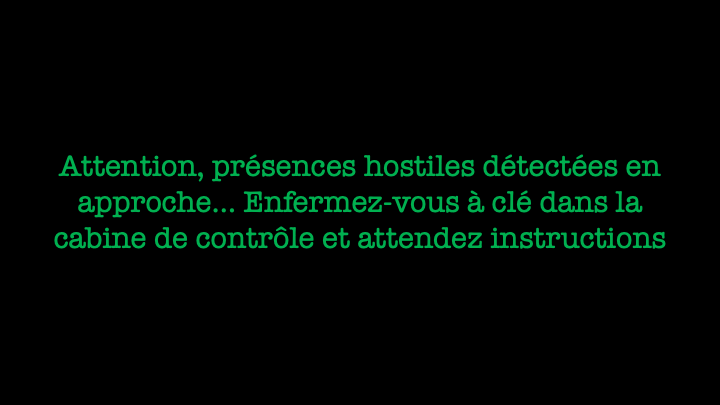 Attention, présences hostiles détectées en
approche... Enfermez-vous à clé dans la
cabine de contrôle et attendez instructions